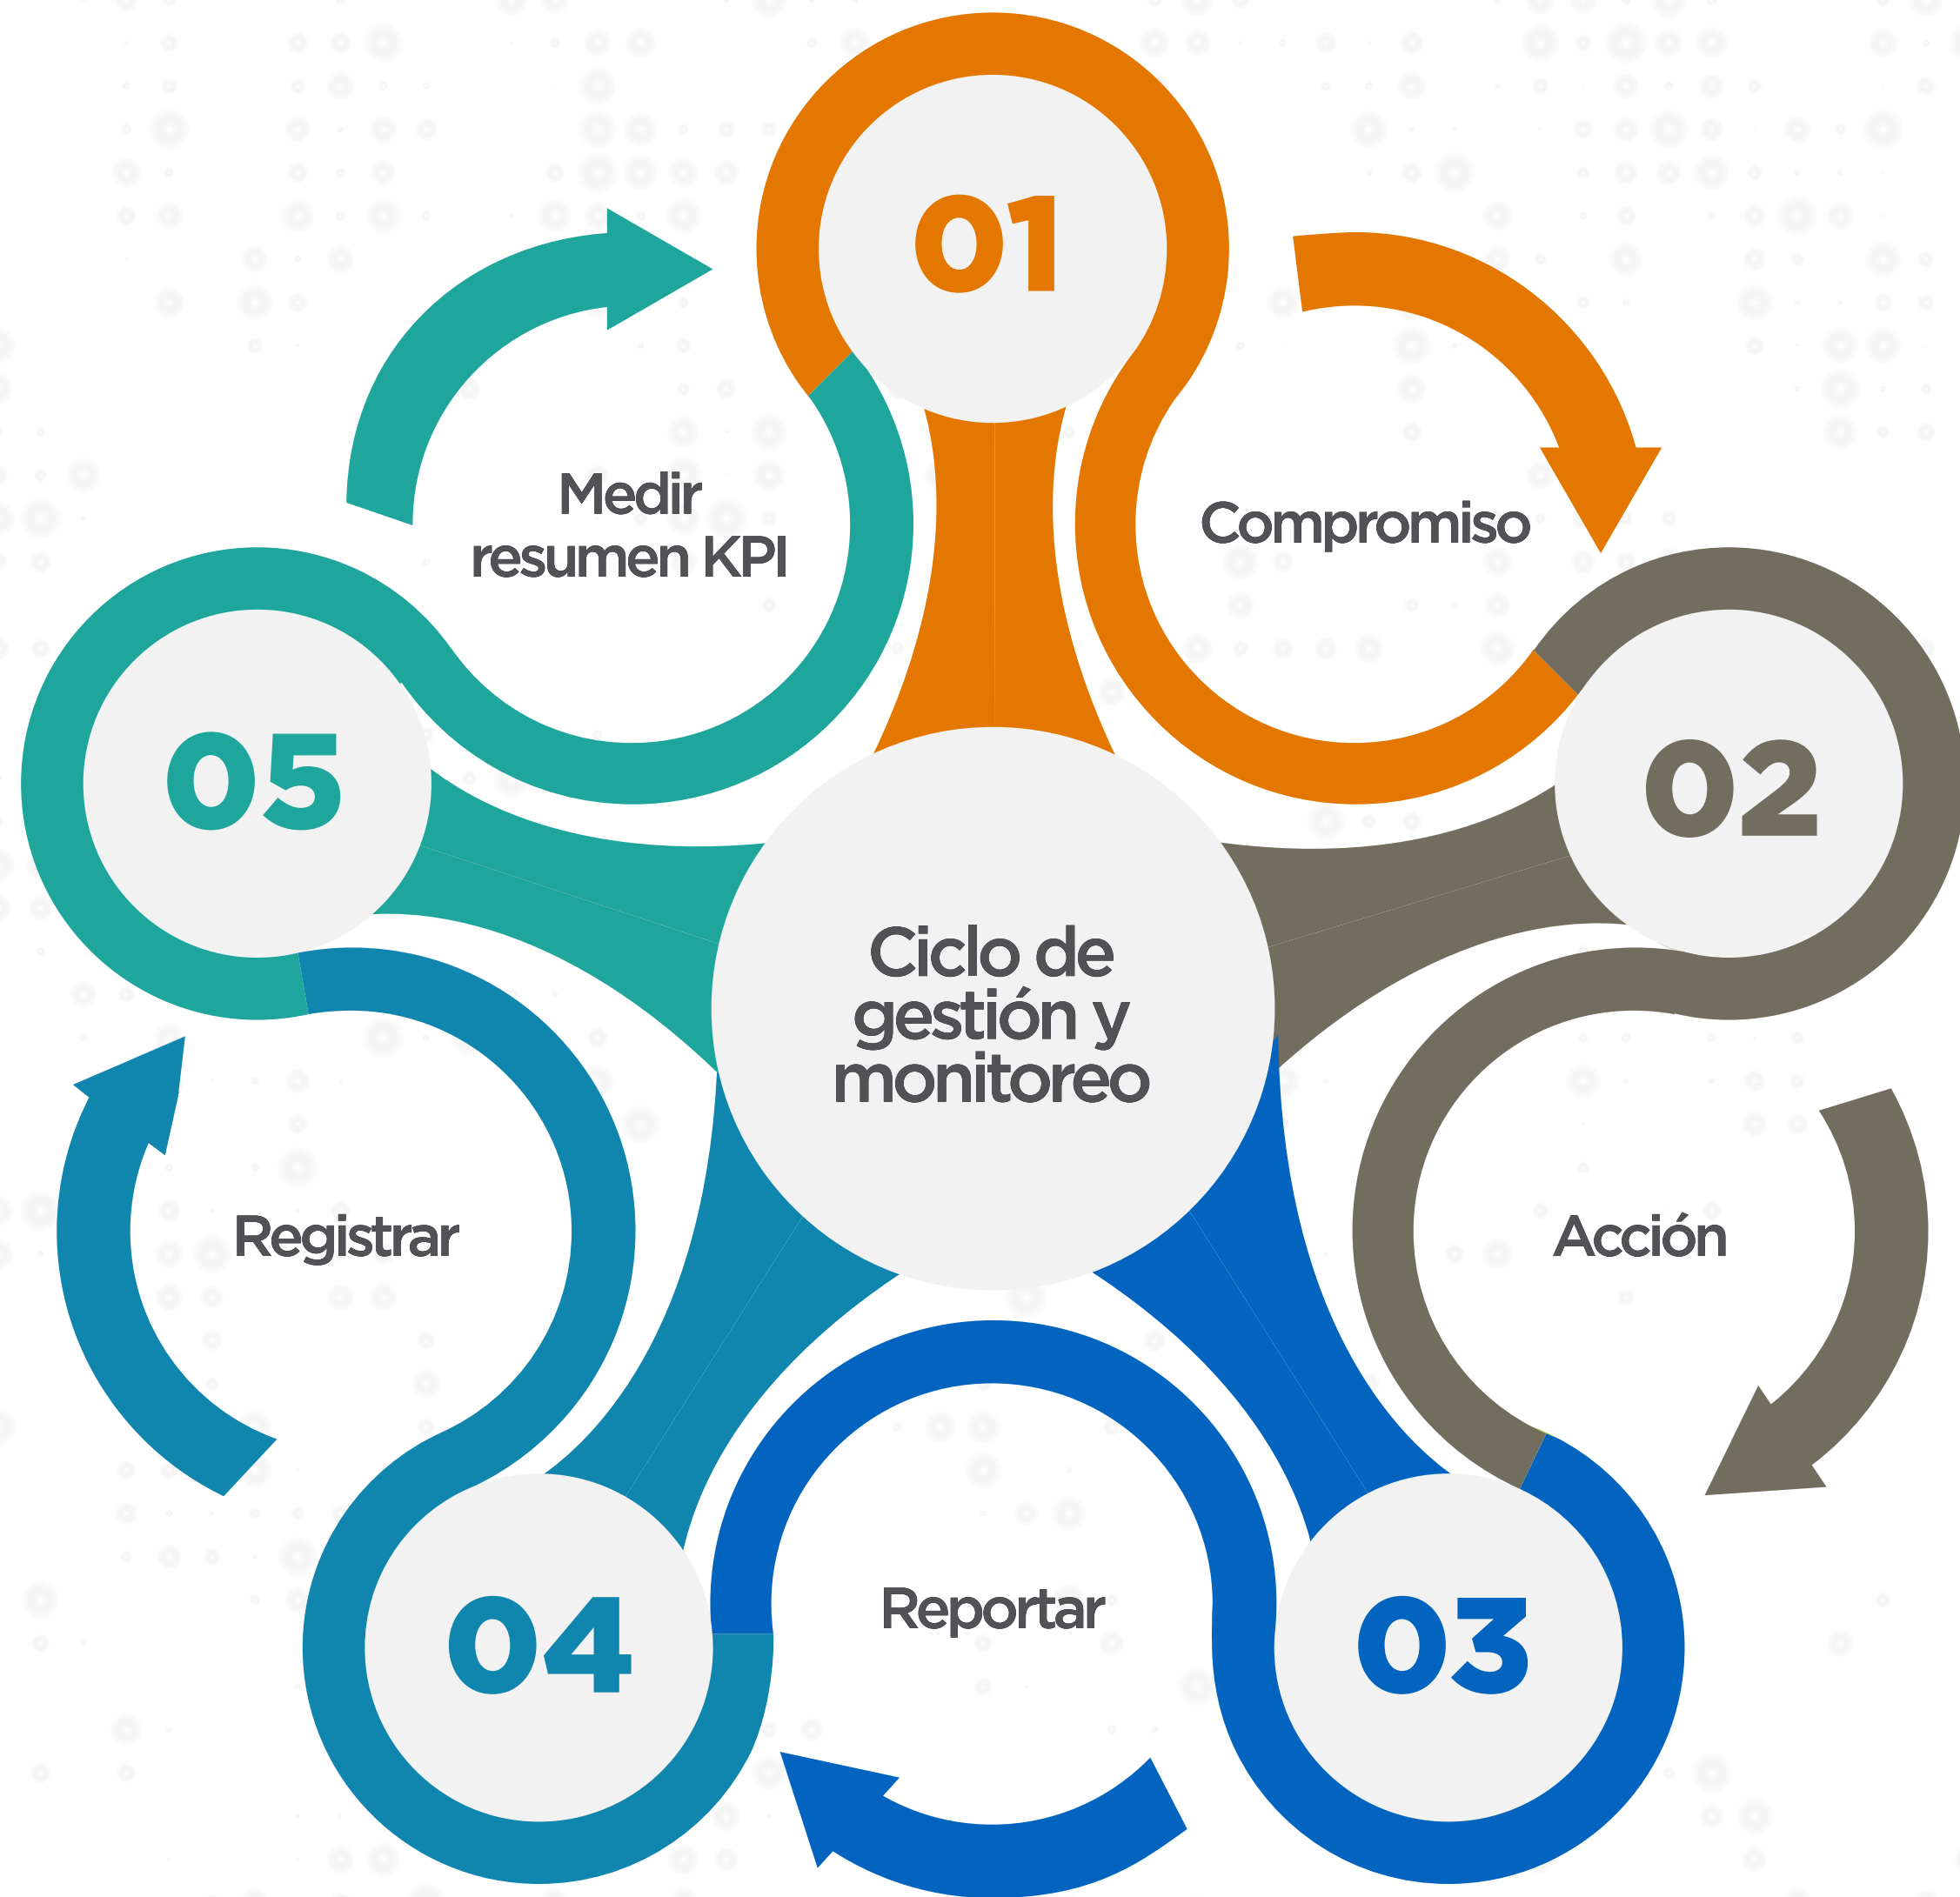 01
Compromiso
02
Acción
03
Reportar
04
Registrar
05
Medir
resumen KPI
Ciclo de
gestión y
monitoreo